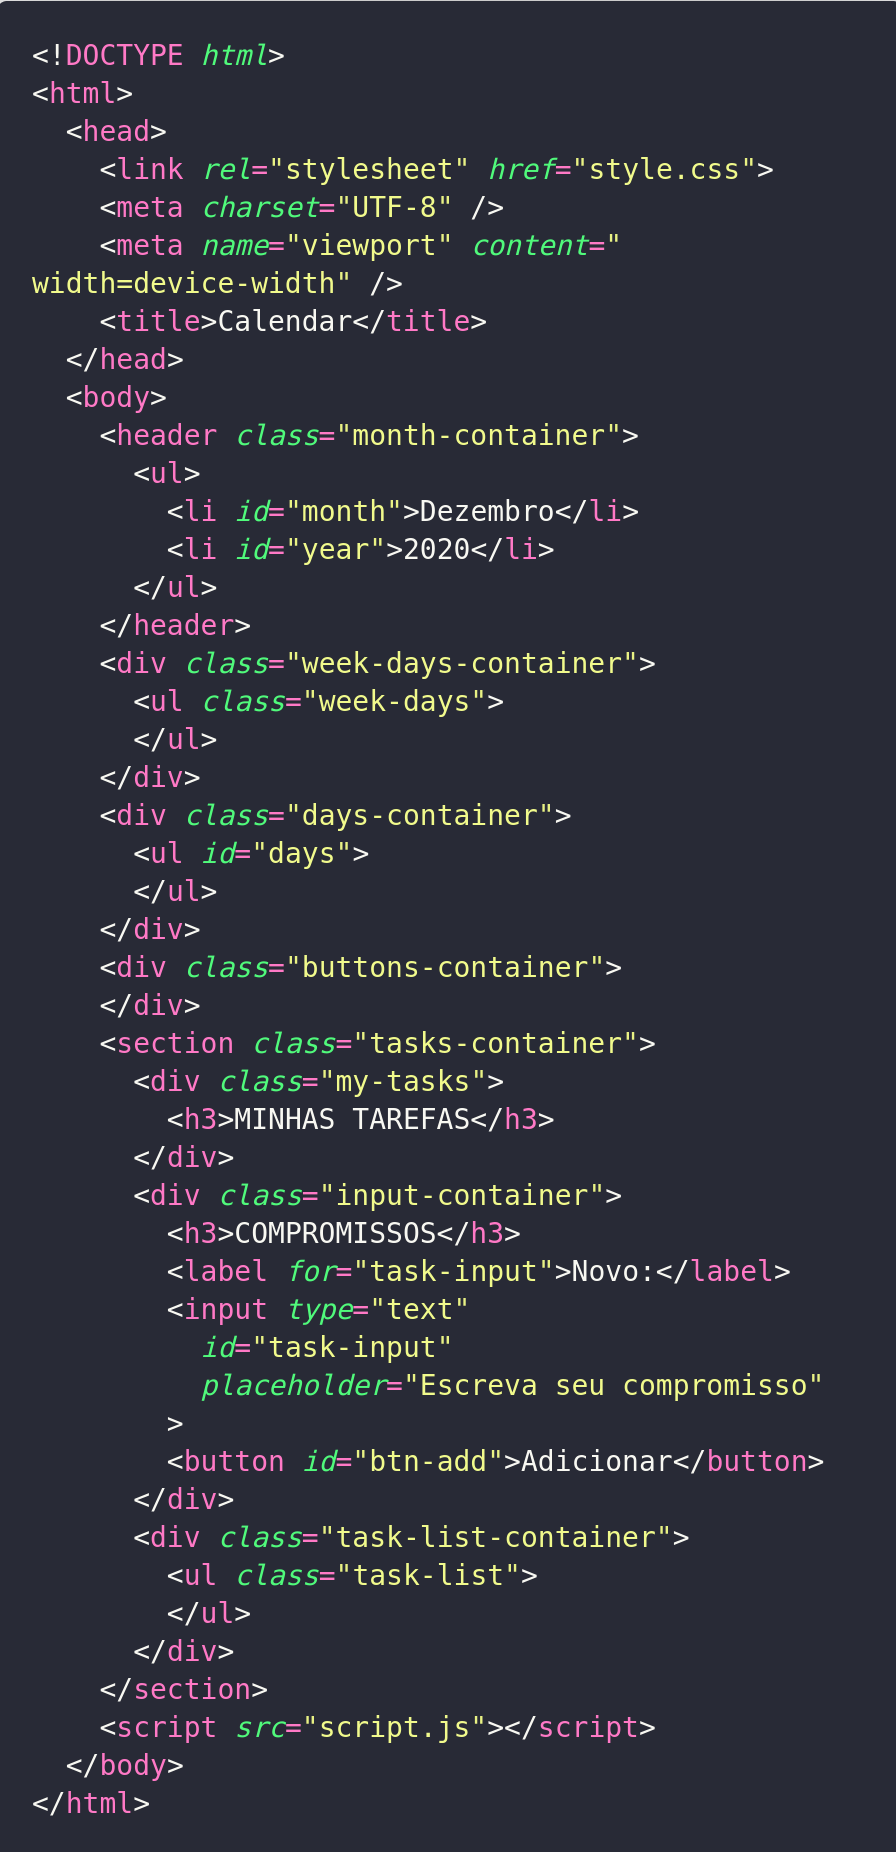 <!DOCTYPE html>
<html>
  <head>
    <link rel="stylesheet" href="style.css">
    <meta charset="UTF-8" />
    <meta name="viewport" content="
width=device-width" />
    <title>Calendar</title>
  </head>
  <body>
    <header class="month-container">
      <ul>
        <li id="month">Dezembro</li>
        <li id="year">2020</li>
      </ul>
    </header>
    <div class="week-days-container">
      <ul class="week-days">
      </ul>
    </div>
    <div class="days-container">
      <ul id="days">
      </ul>
    </div>
    <div class="buttons-container">
    </div>
    <section class="tasks-container">
      <div class="my-tasks">
        <h3>MINHAS TAREFAS</h3>
      </div>
      <div class="input-container">
        <h3>COMPROMISSOS</h3>
        <label for="task-input">Novo:</label>
        <input type="text"
          id="task-input"
          placeholder="Escreva seu compromisso"
        >
        <button id="btn-add">Adicionar</button>
      </div>
      <div class="task-list-container">
        <ul class="task-list">
        </ul>
      </div>
    </section>
    <script src="script.js"></script>
  </body>
</html>